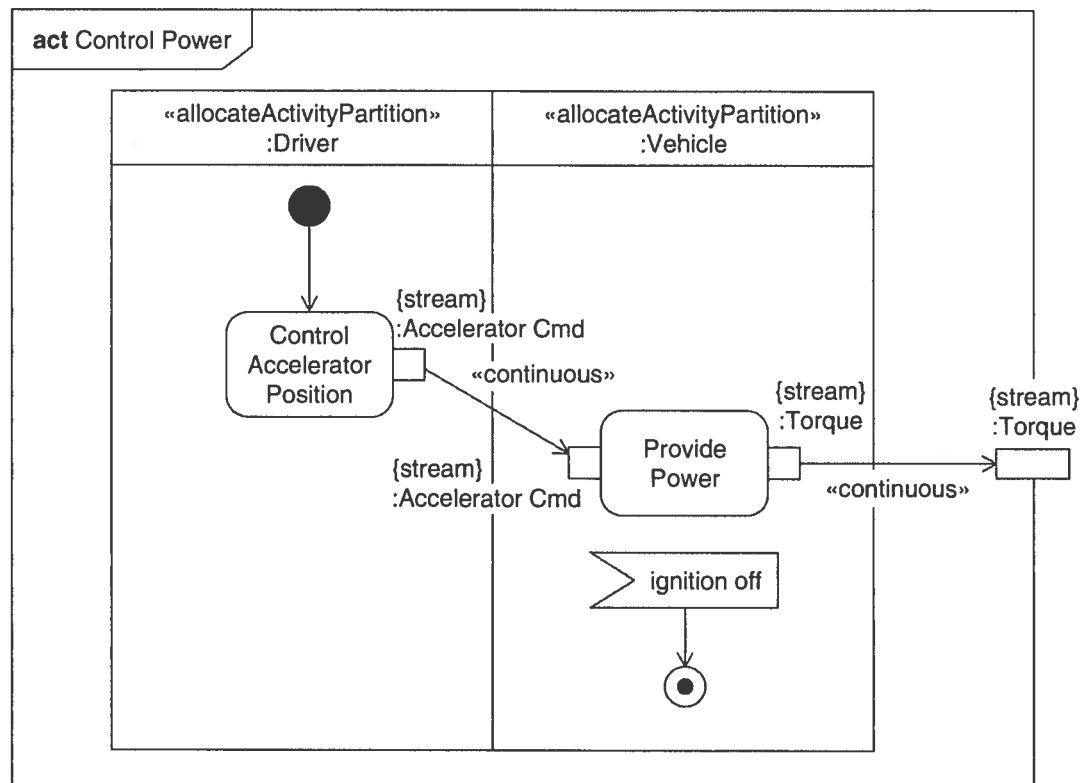 act Control Power
«allocateActivityPartition»
:Driver
«allocateActivityPartition»
:Vehicle
{stream}
:Accelerator Cmd
Control
Accelerator
Position
«continuous»
{stream}
:Torque
{stream}
:Torque
Provide
Power
{stream}
:Accelerator Cmd
«continuous»
ignition off